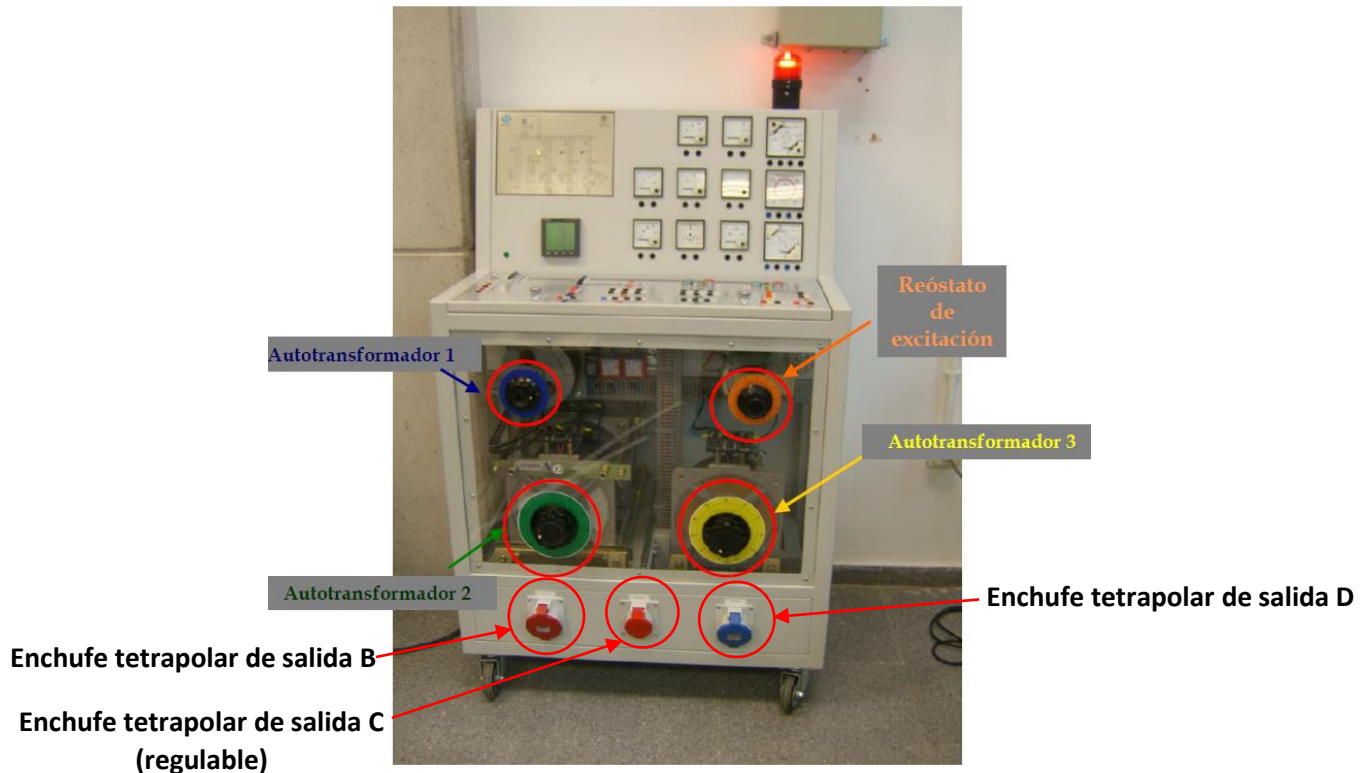 Reóstato
de
excitación
Autotransformador 1
Autotransformador 3
Autotransformador 2
Enchufe tetrapolar de salida D
Enchufe tetrapolar de salida B
Enchufe tetrapolar de salida C
(regulable)